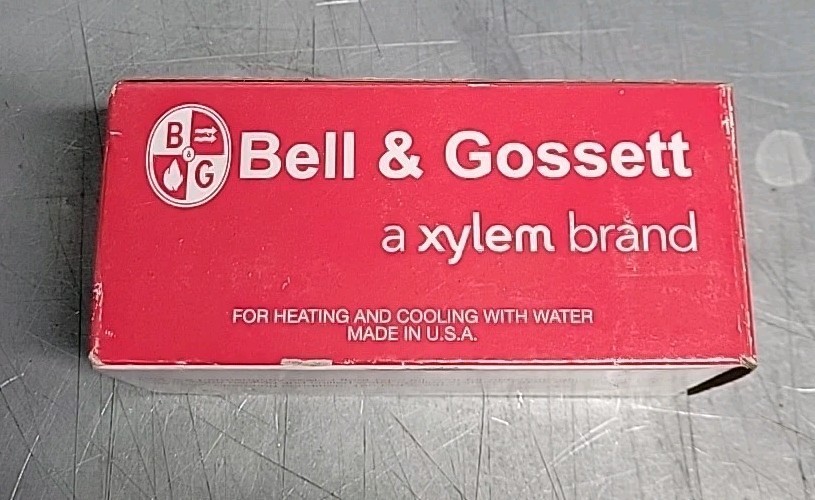 B
&
G
Bell & Gossett
a xylem brand
FOR HEATING AND COOLING WITH WATER
MADE IN U.S.A.